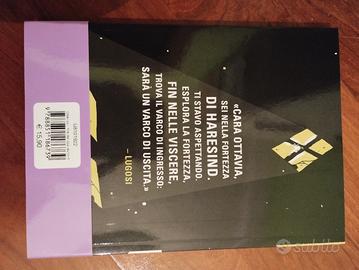 «CARA OTTAVIA,
SEI NELLA FORTEZZA
DI HARESIND.
TI STAVO ASPETTANDO.
ESPLORA LA FORTEZZA,
FIN NELLE VISCERE,
TROVA IL VARCO DI INGRESSO:
SARÀ UN VARCO DI USCITA.»
– LUGOSI
€ 15,90
subito